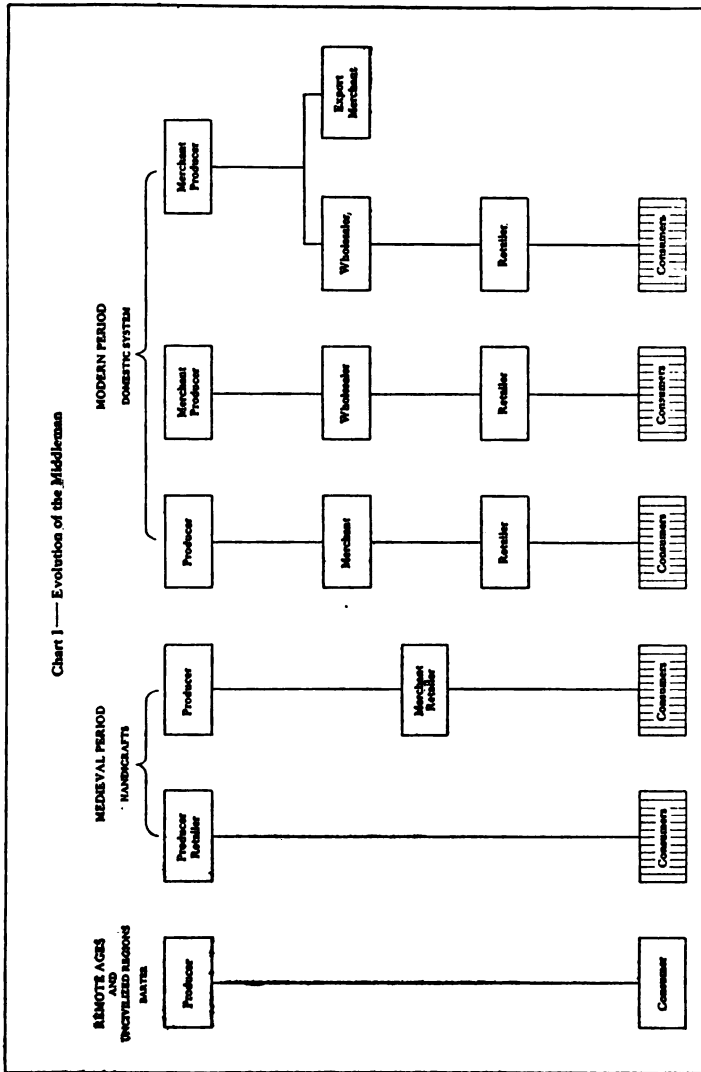 Chart 1 — Evolution of the Middleman
REMOTE AGES
AND
UNCIVILIZED REGIONS
BARTER
MEDIEVAL PERIOD
HANDICRAFTS
MODERN PERIOD
DOMESTIC SYSTEM
Producer
Producer
Retailer
Producer
Producer
Merchant
Producer
Merchant
Producer
Merchant
Wholesaler
Wholesaler,
Export
Merchant
Merchant
Retailer
Retailer
Retailer
Retailer
Consumer
Consumers
Consumers
Consumers
Consumers
Consumers